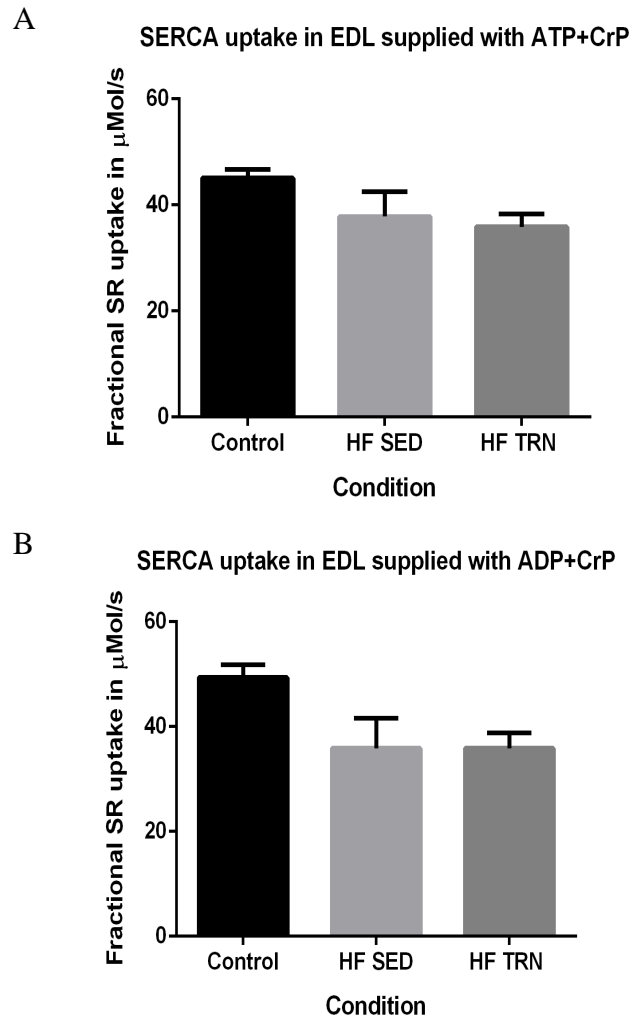 A
SERCA uptake in EDL supplied with ATP+CrP
Fractional SR uptake in μMol/s
60
40
20
0
Control HF SED HF TRN
Condition
B
SERCA uptake in EDL supplied with ADP+CrP
Fractional SR uptake in μMol/s
60
40
20
0
Control HF SED HF TRN
Condition